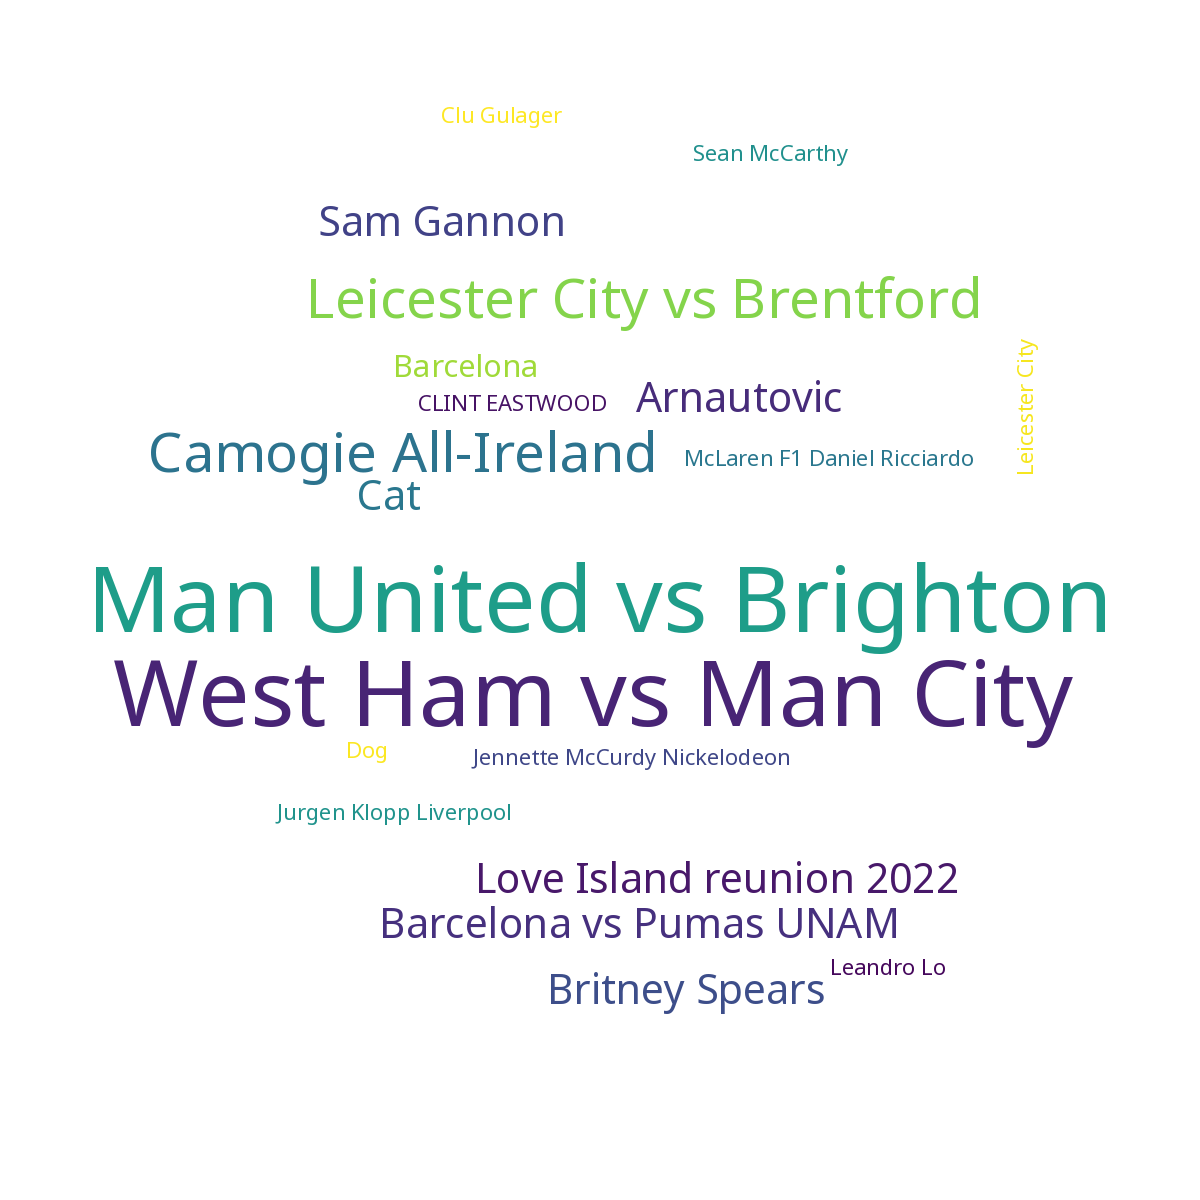 Clu Gulager
Sean McCarthy
Sam Gannon
Leicester City vs Brentford
Barcelona
Leicester City
CLINT EASTWOOD
Arnautovic
Camogie All-Ireland
McLaren F1 Daniel Ricciardo
Cat
Man United vs Brighton
West Ham vs Man City
Dog
Jennette McCurdy Nickelodeon
Jurgen Klopp Liverpool
Love Island reunion 2022
Barcelona vs Pumas UNAM
Leandro Lo
Britney Spears